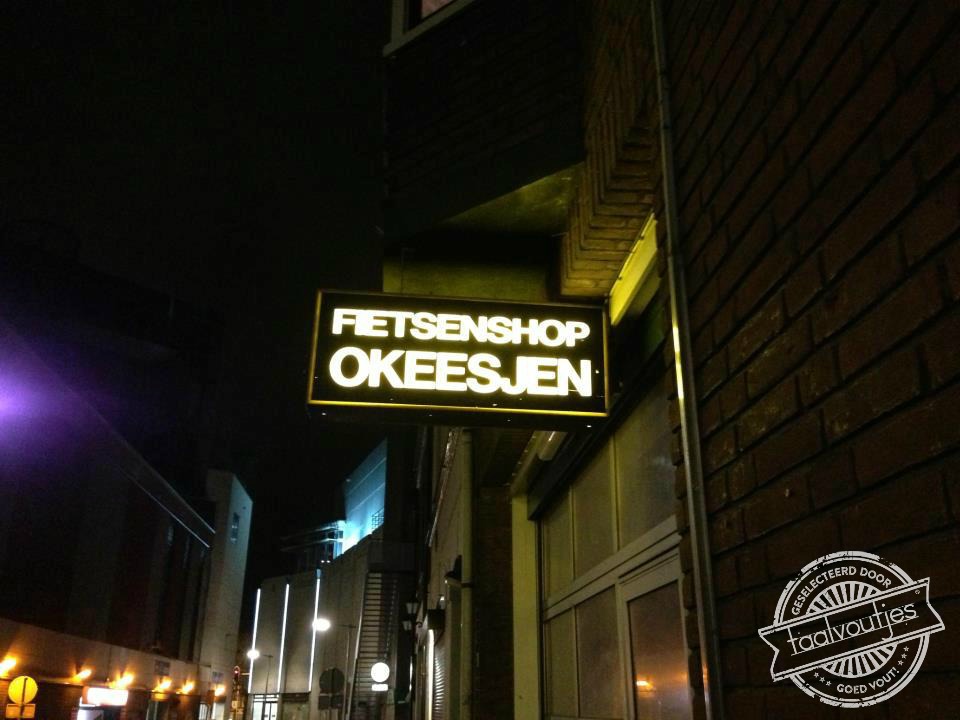 FIETSENSHOP
OKEESJEN
GESELECTEERD DOOR
taalvoutjes
GOED VOUT!